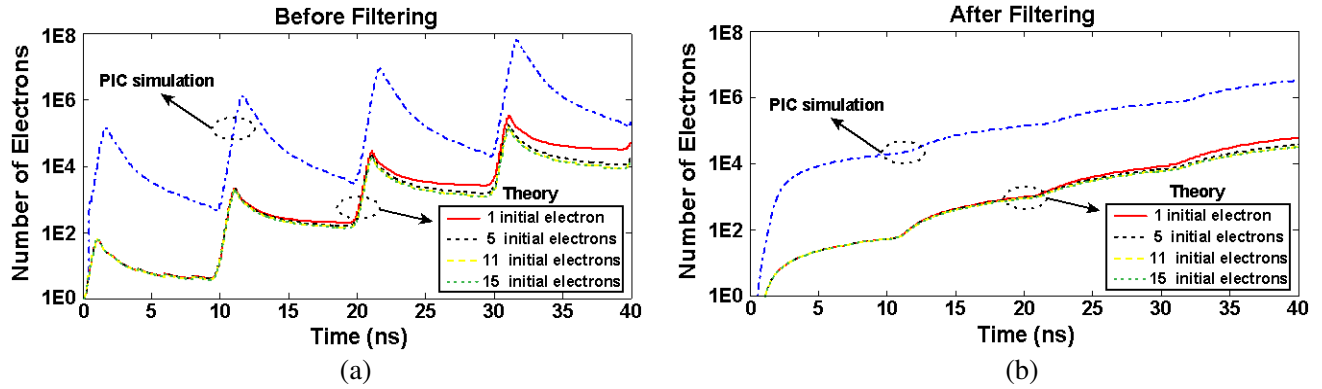 Before Filtering
Number of Electrons
1E8
1E6
1E4
1E2
1E0
PIC simulation
Theory
1 initial electron
5 initial electrons
11 initial electrons
15 initial electrons
0 5 10 15 20 25 30 35 40
Time (ns)
(a)
After Filtering
Number of Electrons
1E8
1E6
1E4
1E2
1E0
PIC simulation
Theory
1 initial electron
5 initial electrons
11 initial electrons
15 initial electrons
0 5 10 15 20 25 30 35 40
Time (ns)
(b)